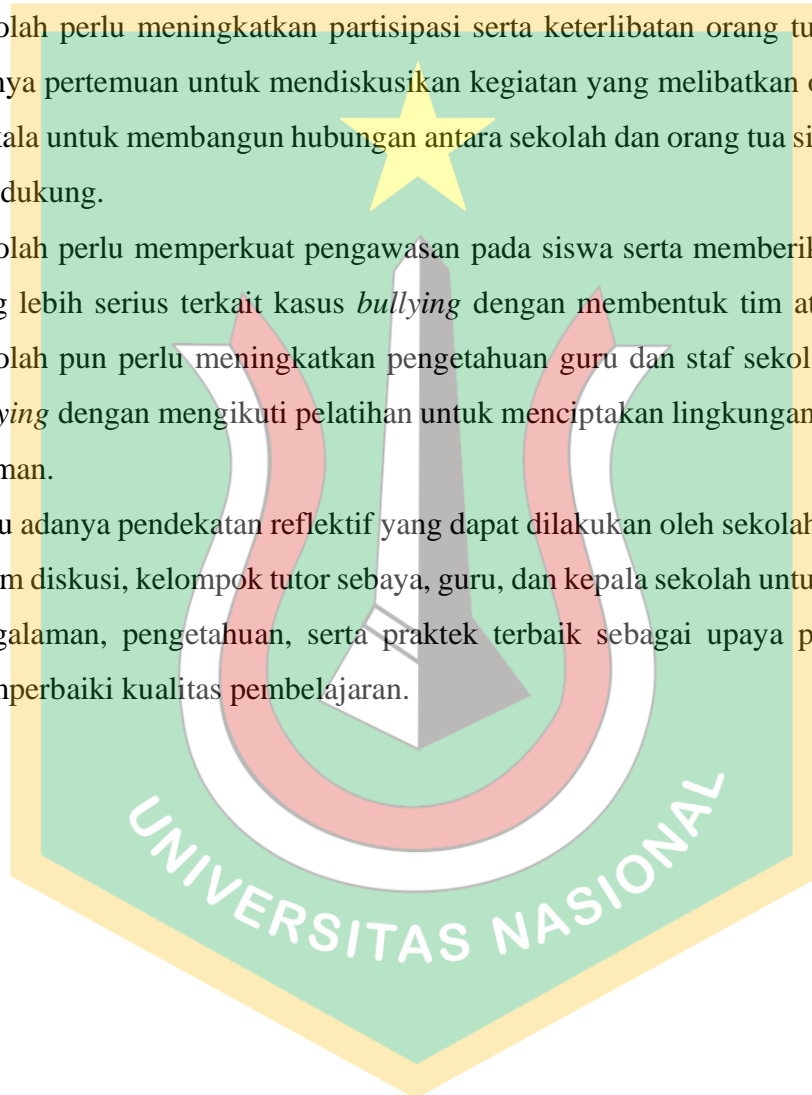 olah perlu meningkatkan partisipasi serta keterlibatan orang tu
nya pertemuan untuk mendiskusikan kegiatan yang melibatkan o
kala untuk membangun hubungan antara sekolah dan orang tua si
dukung.
olah perlu memperkuat pengawasan pada siswa serta memberik
g lebih serius terkait kasus bullying dengan membentuk tim at
olah pun perlu meningkatkan pengetahuan guru dan staf sekol
ying dengan mengikuti pelatihan untuk menciptakan lingkungan
man.
u adanya pendekatan reflektif yang dapat dilakukan oleh sekolah
m diskusi, kelompok tutor sebaya, guru, dan kepala sekolah untu
galaman, pengetahuan, serta praktek terbaik sebagai upaya p
nperbaiki kualitas pembelajaran.
UNIVERSITAS NASIONAL